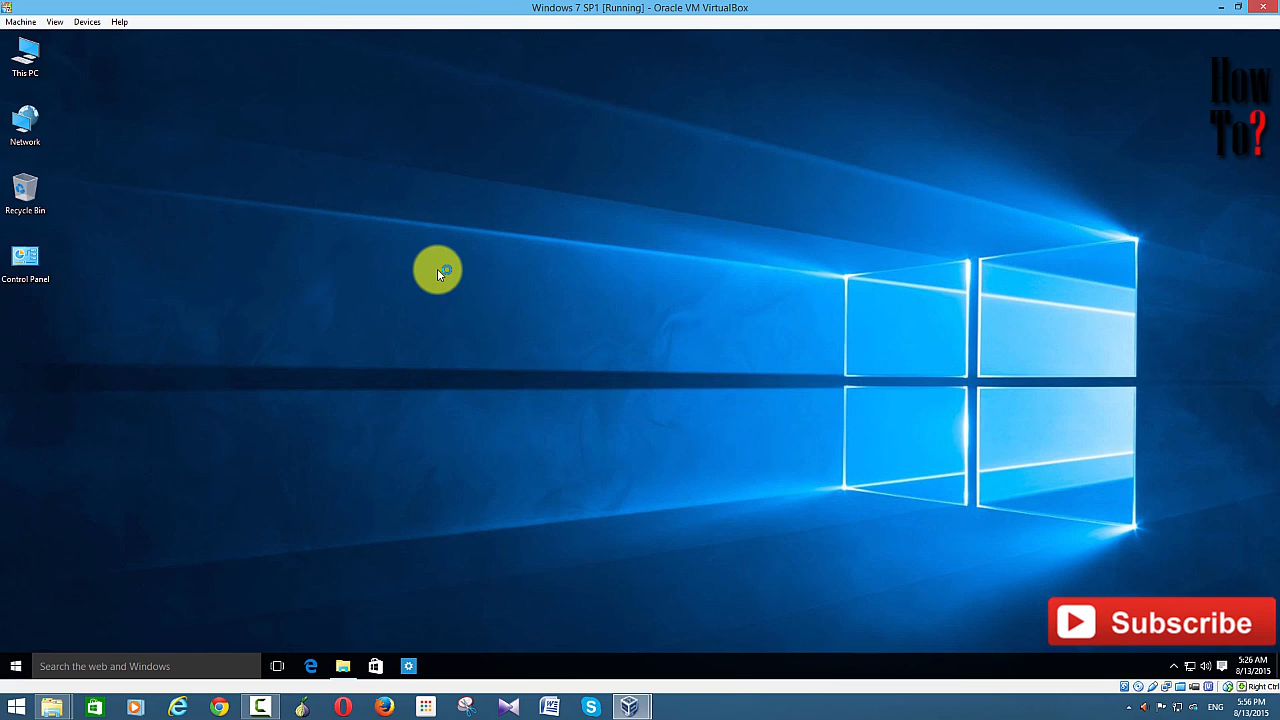 Windows 7 SP1 [Running] - Oracle VM VirtualBox
Machine View Devices Help
This PC
Network
Recycle Bin
Control Panel
How
To?
Subscribe
Search the web and Windows
5:26 AM
8/13/2015
Right Ctrl
ENG
5:56 PM
8/13/2015